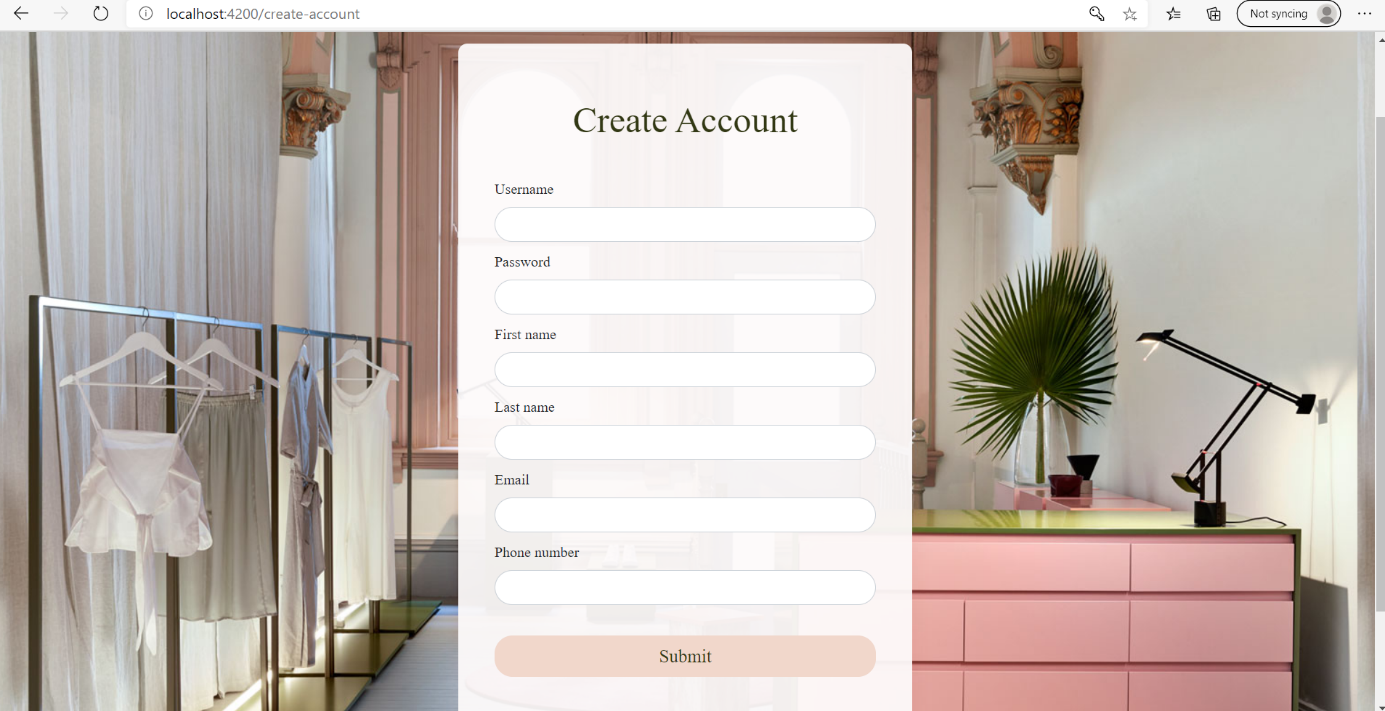 localhost:4200/create-account
Not syncing
Create Account
Username
Password
First name
Last name
Email
Phone number
Submit